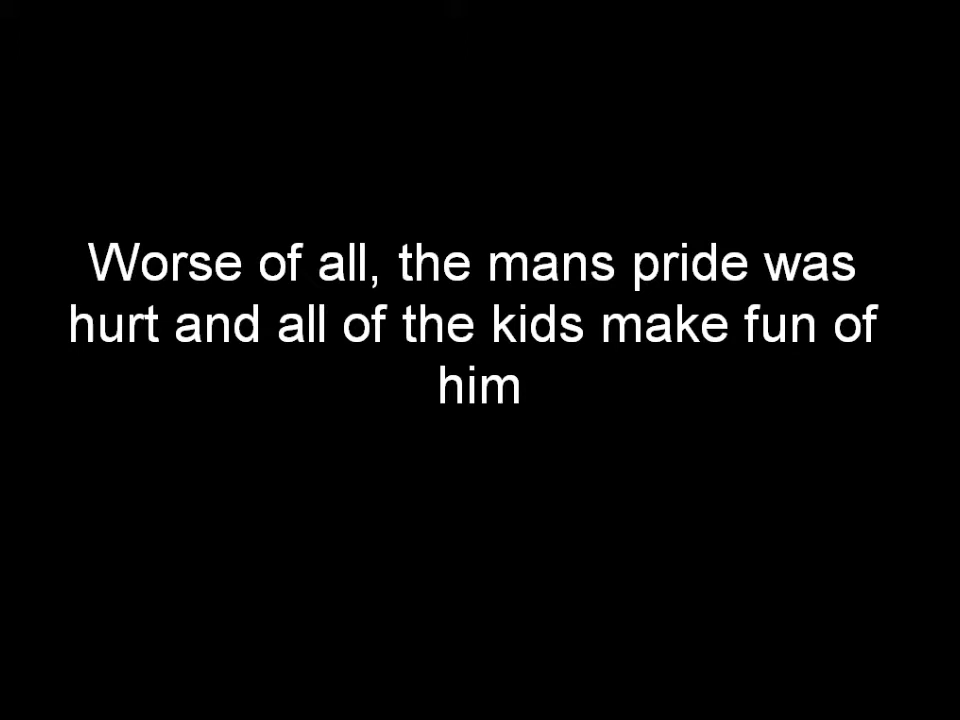 Worse of all, the mans pride was
hurt and all of the kids make fun of
him